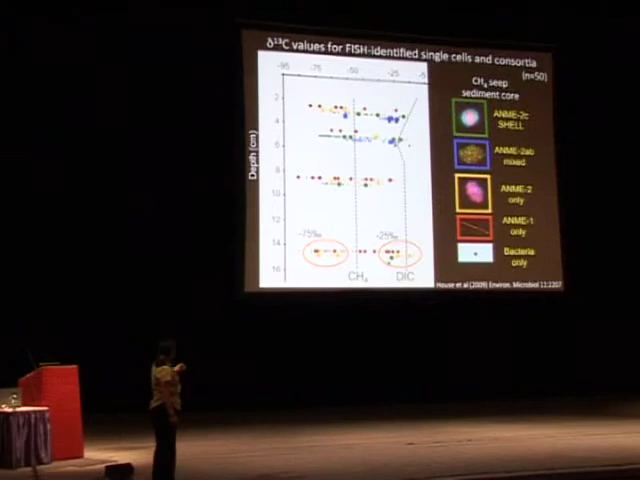 δ¹³C values for FISH-identified single cells and consortia
(n=50)
-95 -75 -50 -25 -5
CH₄ seep
sediment core
Depth (cm)
2
4
6
8
10
12
14
16
-75‰
-25‰
CH₄
DIC
ANME-2c
SHELL
ANME-2ab
mixed
ANME-2
only
ANME-1
only
Bacteria
only
House et al (2009) Environ. Microbiol 11:2207